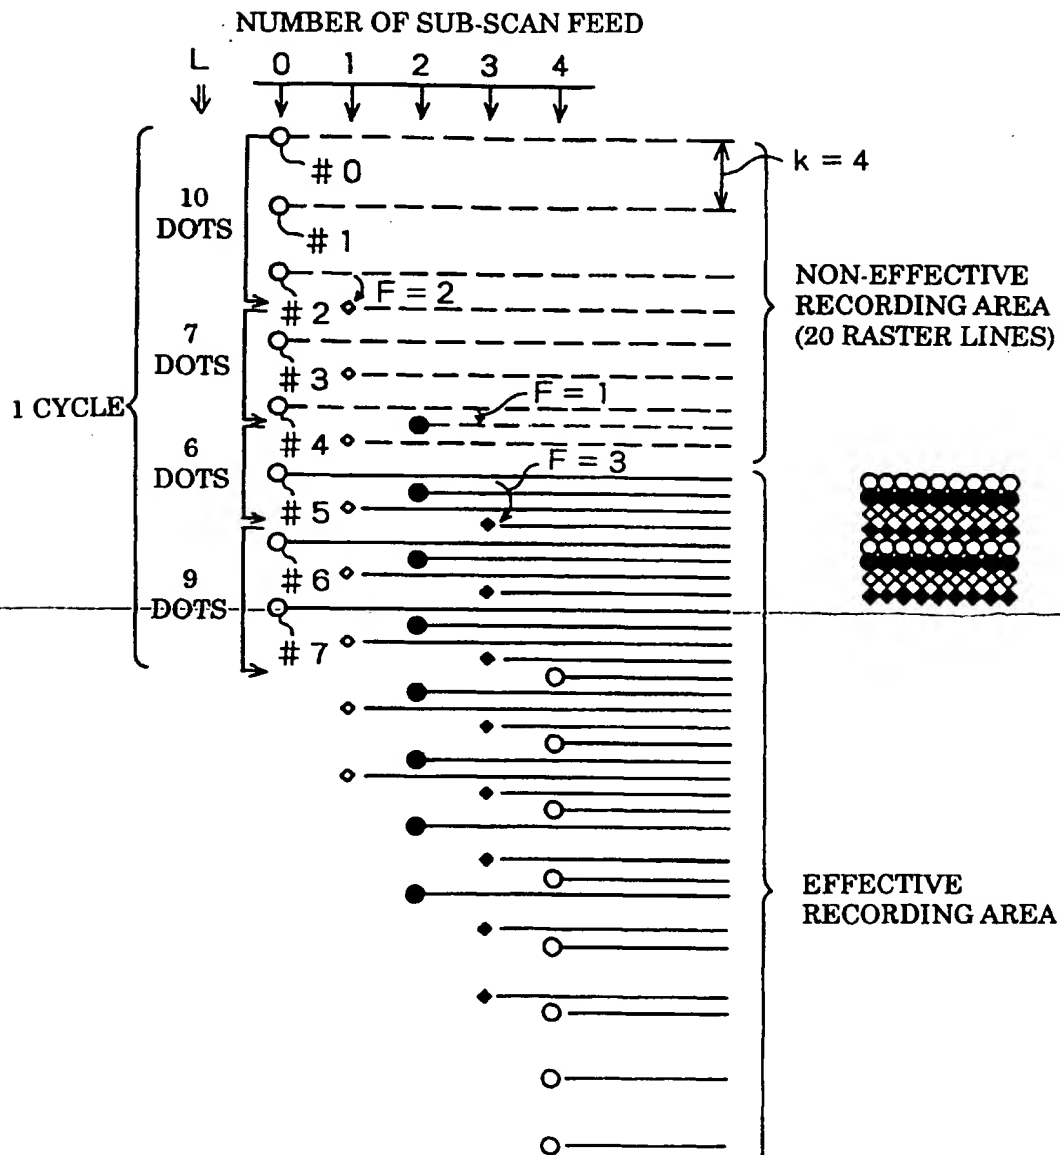 NUMBER OF SUB-SCAN FEED
L 0 1 2 3 4
# 0
k = 4
10
DOTS
# 1
NON-EFFECTIVE
RECORDING AREA
(20 RASTER LINES)
# 2
F = 2
7
DOTS
# 3
F = 1
1 CYCLE
# 4
F = 3
6
DOTS
# 5
# 6
9
DOTS
# 7
EFFECTIVE
RECORDING AREA